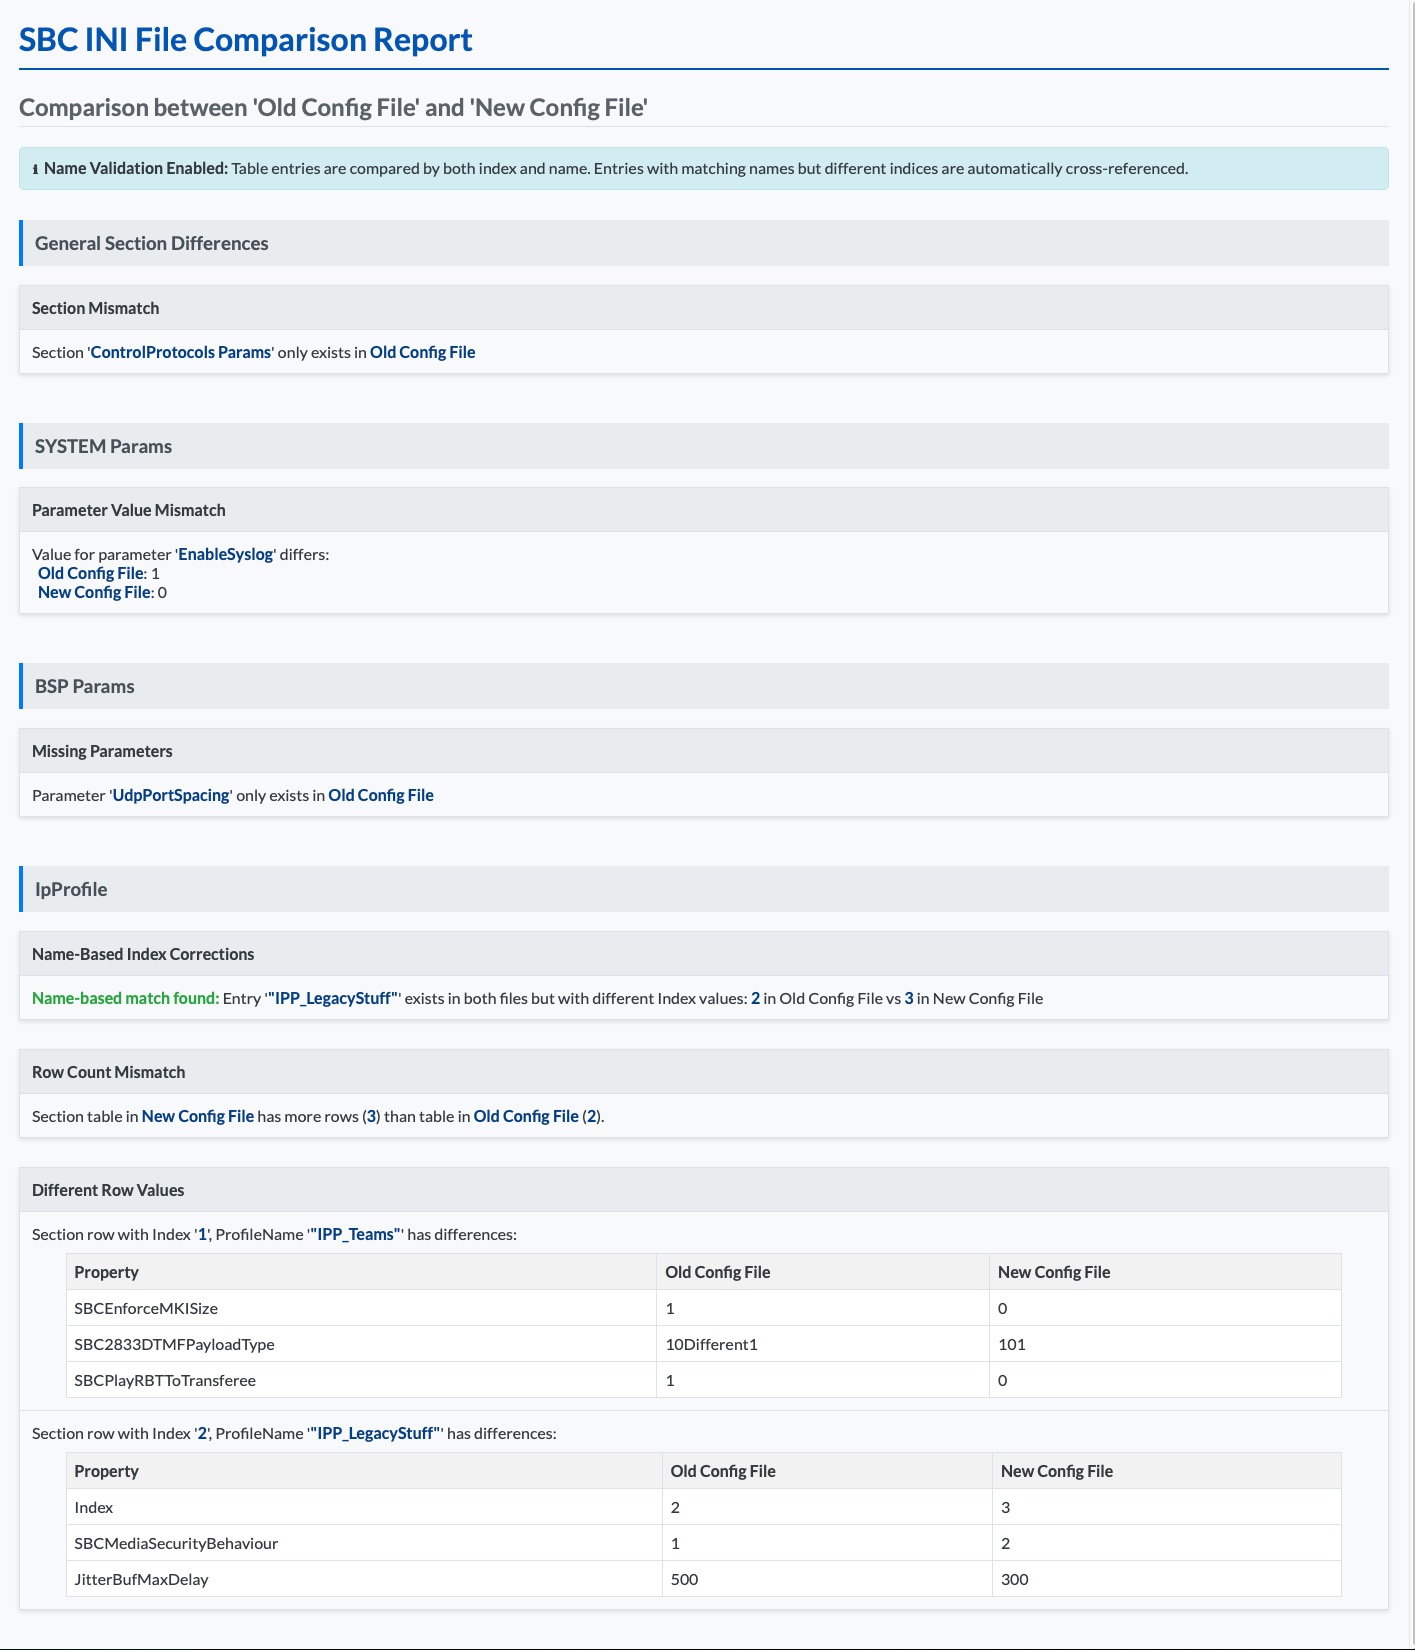 SBC INI File Comparison Report
Comparison between 'Old Config File' and 'New Config File'
ℹ Name Validation Enabled: Table entries are compared by both index and name. Entries with matching names but different indices are automatically cross-referenced.
General Section Differences
Section Mismatch
Section 'ControlProtocols Params' only exists in Old Config File
SYSTEM Params
Parameter Value Mismatch
Value for parameter 'EnableSyslog' differs:
Old Config File: 1
New Config File: 0
BSP Params
Missing Parameters
Parameter 'UdpPortSpacing' only exists in Old Config File
IpProfile
Name-Based Index Corrections
Name-based match found: Entry '"IPP_LegacyStuff"' exists in both files but with different Index values: 2 in Old Config File vs 3 in New Config File
Row Count Mismatch
Section table in New Config File has more rows (3) than table in Old Config File (2).
Different Row Values
Section row with Index '1', ProfileName '"IPP_Teams"' has differences:
Property Old Config File New Config File
SBCEnforceMKISize 1 0
SBC2833DTMFPayloadType 10Different1 101
SBCPlayRBTToTransferee 1 0
Section row with Index '2', ProfileName '"IPP_LegacyStuff"' has differences:
Property Old Config File New Config File
Index 2 3
SBCMediaSecurityBehaviour 1 2
JitterBufMaxDelay 500 300